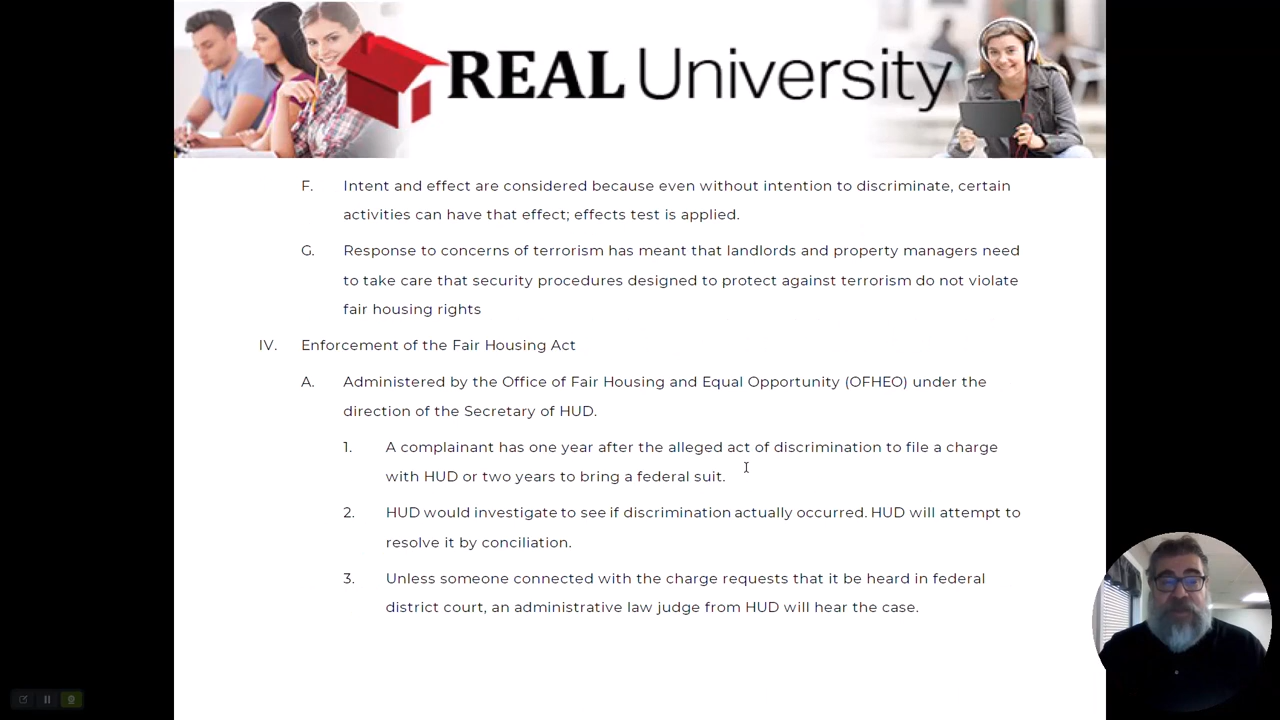 REAL University
F. Intent and effect are considered because even without intention to discriminate, certain
activities can have that effect; effects test is applied.
G. Response to concerns of terrorism has meant that landlords and property managers need
to take care that security procedures designed to protect against terrorism do not violate
fair housing rights
IV. Enforcement of the Fair Housing Act
A. Administered by the Office of Fair Housing and Equal Opportunity (OFHEO) under the
direction of the Secretary of HUD.
1. A complainant has one year after the alleged act of discrimination to file a charge
with HUD or two years to bring a federal suit.
2. HUD would investigate to see if discrimination actually occurred. HUD will attempt to
resolve it by conciliation.
3. Unless someone connected with the charge requests that it be heard in federal
district court, an administrative law judge from HUD will hear the case.